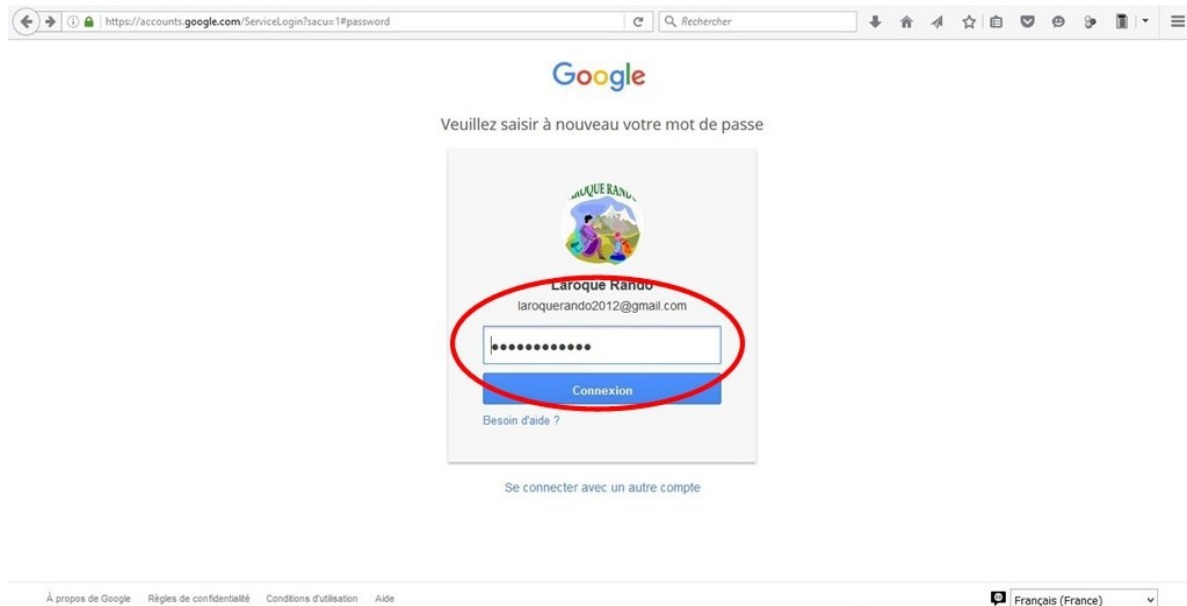 https://accounts.google.com/ServiceLogin?sacu=1#password
Rechercher
Google
Veuillez saisir à nouveau votre mot de passe
LAROQUE RANDO
Laroque Rando
laroquerando2012@gmail.com
••••••••••••
Connexion
Besoin d'aide ?
Se connecter avec un autre compte
À propos de Google Règles de confidentialité Conditions d'utilisation Aide
Français (France)